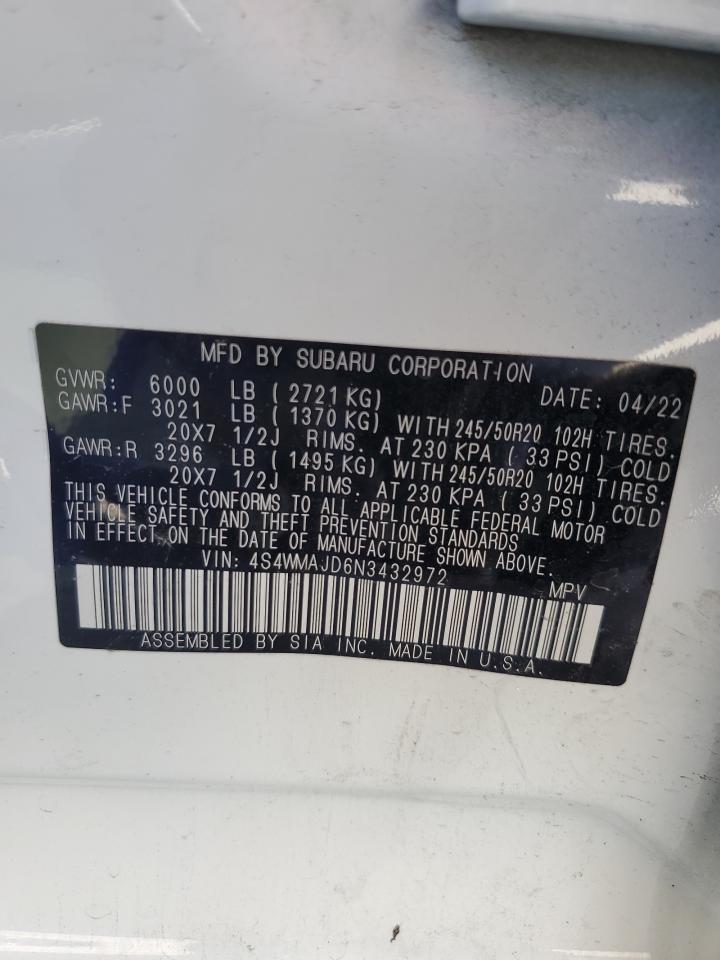 MFD BY SUBARU CORPORATION
GVWR: 6000 LB ( 2721 KG) DATE: 04/22
GAWR:F 3021 LB ( 1370 KG) WITH 245/50R20 102H TIRES.
20X7 1/2J RIMS. AT 230 KPA ( 33 PSI) COLD
GAWR:R 3296 LB ( 1495 KG) WITH 245/50R20 102H TIRES.
20X7 1/2J RIMS. AT 230 KPA ( 33 PSI) COLD
THIS VEHICLE CONFORMS TO ALL APPLICABLE FEDERAL MOTOR
VEHICLE SAFETY AND THEFT PREVENTION STANDARDS
IN EFFECT ON THE DATE OF MANUFACTURE SHOWN ABOVE.
VIN: 4S4WMAJD6N3432972 MPV
ASSEMBLED BY SIA INC. MADE IN U.S.A.